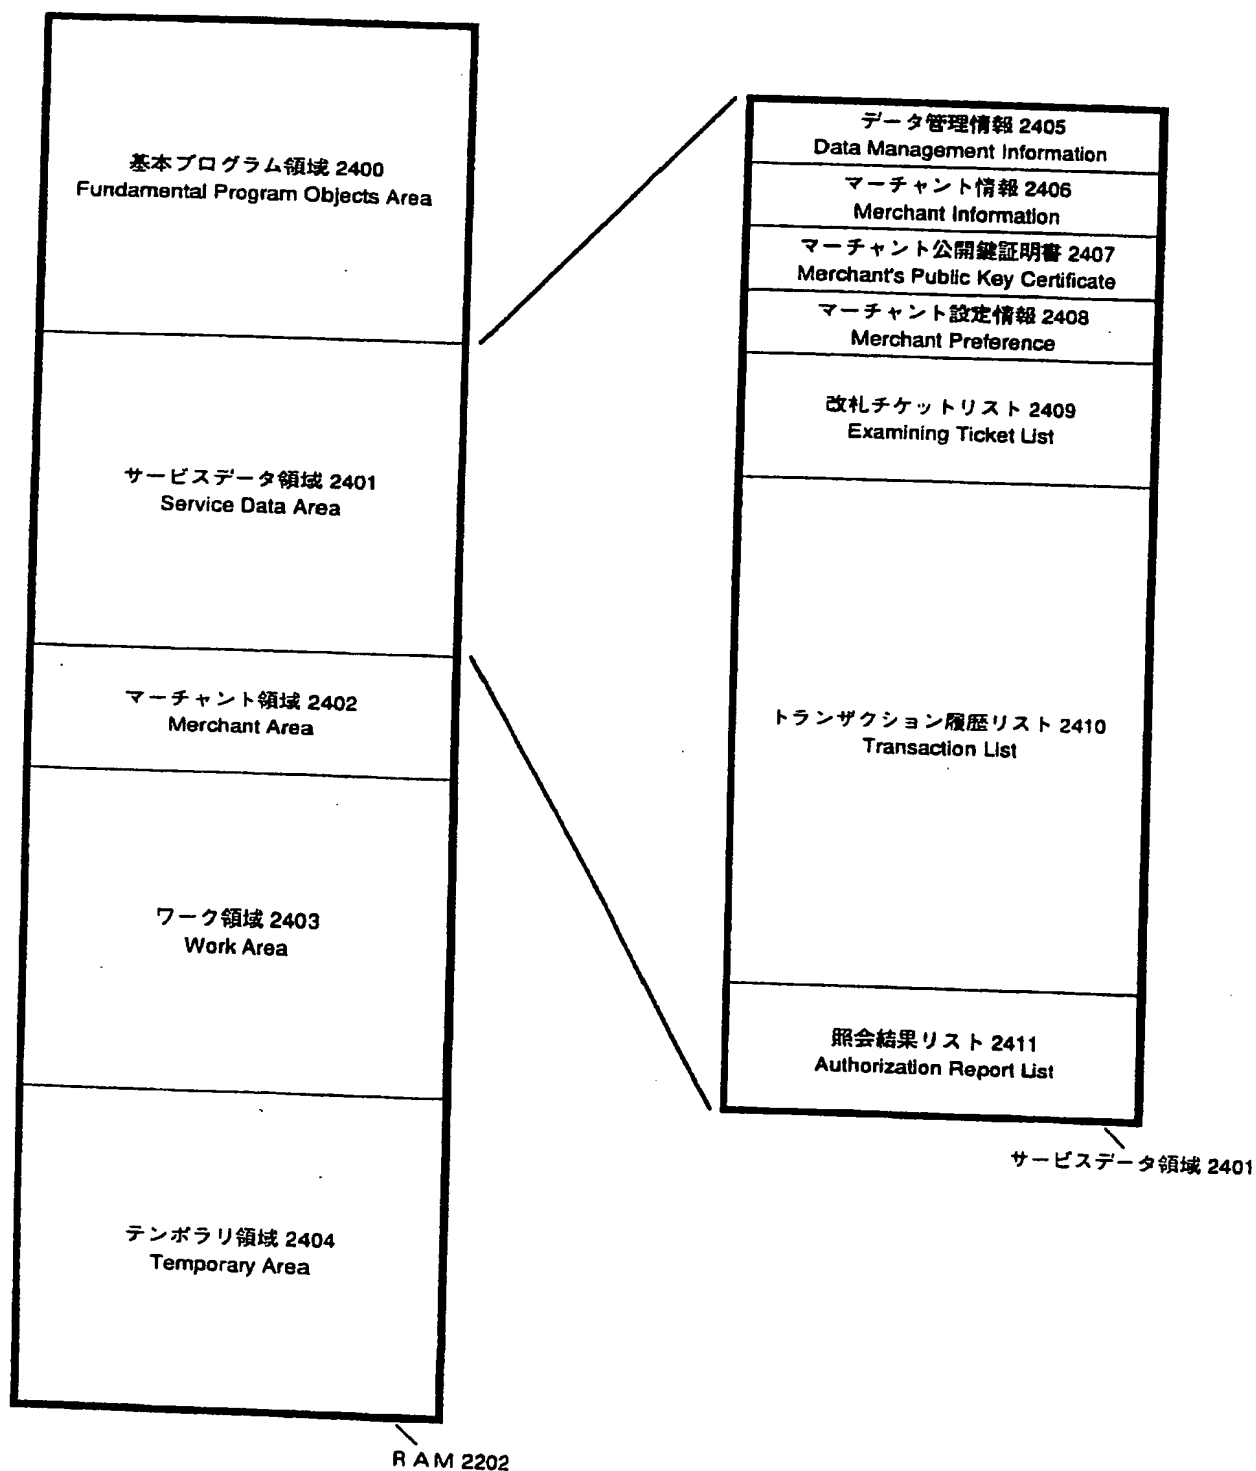 基本プログラム領域 2400
Fundamental Program Objects Area
サービスデータ領域 2401
Service Data Area
マーチャント領域 2402
Merchant Area
ワーク領域 2403
Work Area
テンポラリ領域 2404
Temporary Area
RAM 2202
データ管理情報 2405
Data Management Information
マーチャント情報 2406
Merchant Information
マーチャント公開鍵証明書 2407
Merchant's Public Key Certificate
マーチャント設定情報 2408
Merchant Preference
改札チケットリスト 2409
Examining Ticket List
トランザクション履歴リスト 2410
Transaction List
照会結果リスト 2411
Authorization Report List
サービスデータ領域 2401